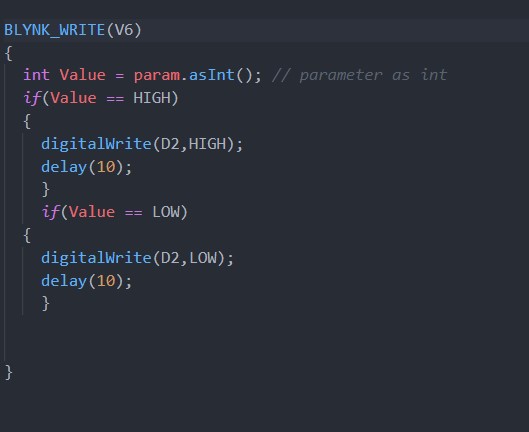 BLYNK_WRITE(V6)
{
  int Value = param.asInt(); // parameter as int
  if(Value == HIGH)
  {
    digitalWrite(D2,HIGH);
    delay(10);
    }
    if(Value == LOW)
  {
    digitalWrite(D2,LOW);
    delay(10);
    }
}